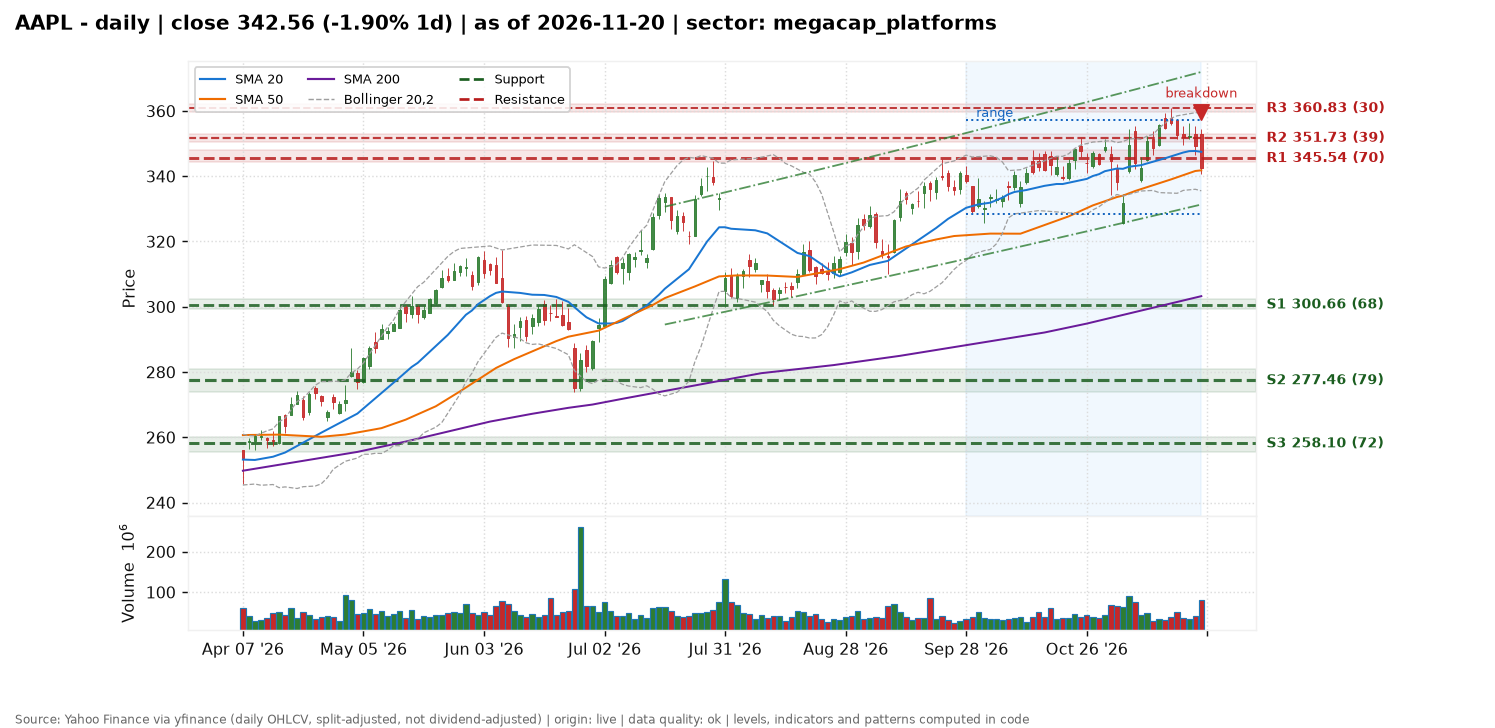 AAPL - daily | close 342.56 (-1.90% 1d) | as of 2026-11-20 | sector: megacap_platforms
SMA 20
SMA 50
SMA 200
Bollinger 20,2
Support
Resistance
breakdown
range
R3 360.83 (30)
R2 351.73 (39)
R1 345.54 (70)
S1 300.66 (68)
S2 277.46 (79)
S3 258.10 (72)
Price
360
340
320
300
280
260
240
Volume 10⁶
200
100
Apr 07 '26
May 05 '26
Jun 03 '26
Jul 02 '26
Jul 31 '26
Aug 28 '26
Sep 28 '26
Oct 26 '26
Source: Yahoo Finance via yfinance (daily OHLCV, split-adjusted, not dividend-adjusted) | origin: live | data quality: ok | levels, indicators and patterns computed in code